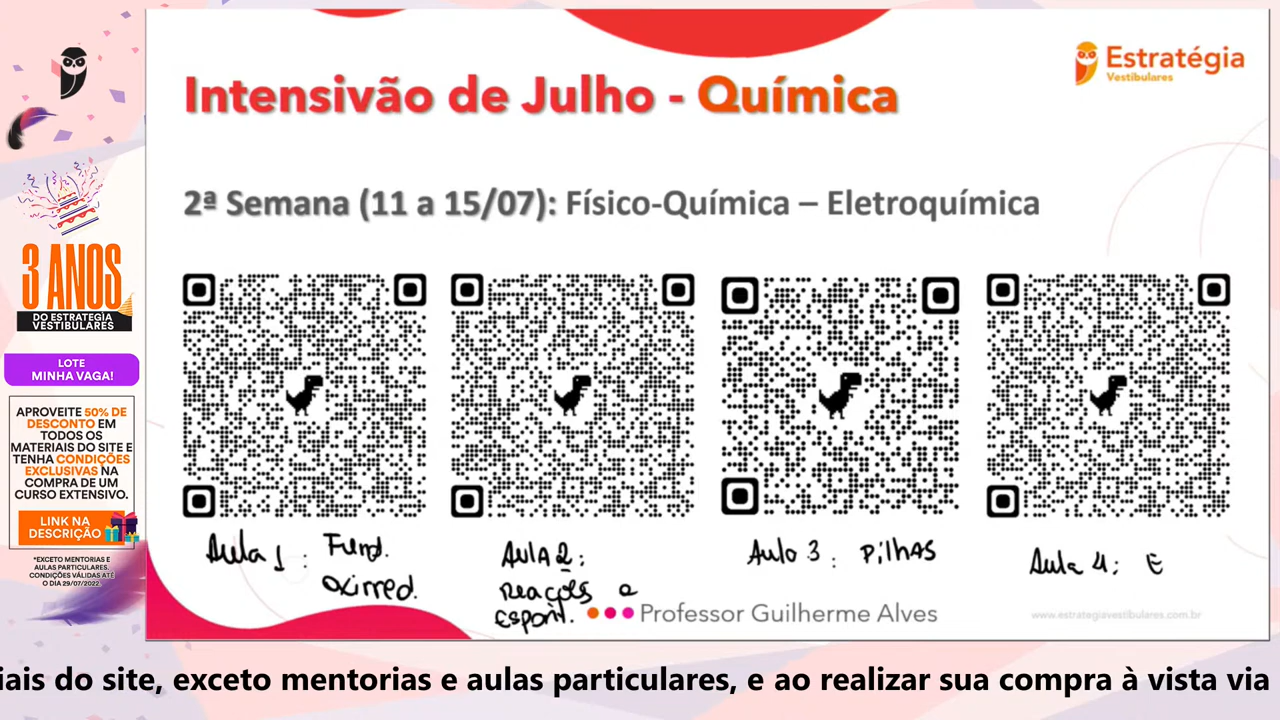 Intensivão de Julho - Química
Estratégia
Vestibulares
2ª Semana (11 a 15/07): Físico-Química – Eletroquímica
3 ANOS
DO ESTRATEGIA
VESTIBULARES
LOTE
MINHA VAGA!
APROVEITE 50% DE
DESCONTO EM
TODOS OS
MATERIAIS DO SITE E
TENHA CONDIÇÕES
EXCLUSIVAS NA
COMPRA DE UM
CURSO EXTENSIVO.
LINK NA
DESCRIÇÃO
*EXCETO MENTORIAS E
AULAS PARTICULARES.
CONDIÇÕES VÁLIDAS ATÉ
O DIA 29/07/2022.
Aula 1: Fund.
oxirred.
AULA 2:
reações e
espont.
Aulo 3: PilhAS
Aula 4: E
Professor Guilherme Alves
www.estrategiavestibulares.com.br
iais do site, exceto mentorias e aulas particulares, e ao realizar sua compra à vista via